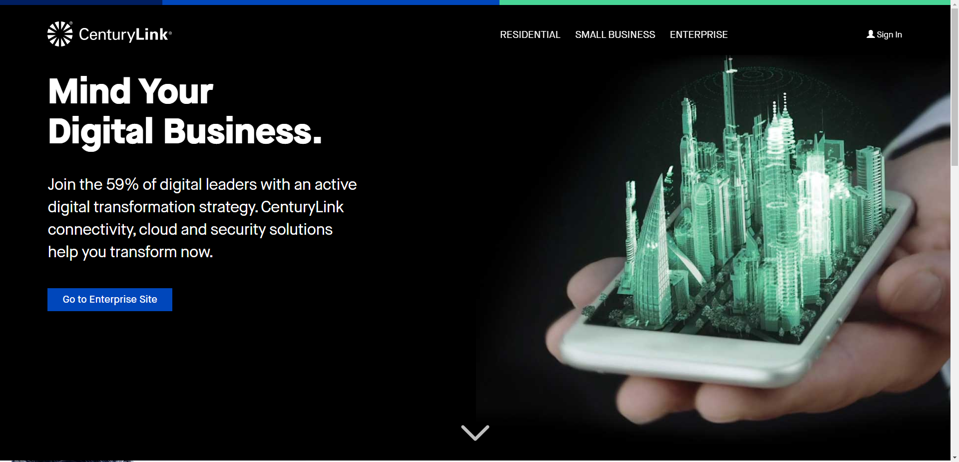 CenturyLink®
RESIDENTIAL SMALL BUSINESS ENTERPRISE
Sign In
Mind Your
Digital Business.
Join the 59% of digital leaders with an active
digital transformation strategy. CenturyLink
connectivity, cloud and security solutions
help you transform now.
Go to Enterprise Site